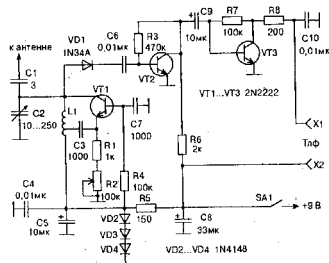 к антенне
C1
3
C2
10...250
VD1
1N34A
C6
0,01мк
R3
470к
VT2
C9
10мк
R7
100к
R8
200
C10
0,01мк
VT3
VT1...VT3 2N2222
L1
VT1
C3
1000
R1
1к
R2
100к
C7
1000
R4
100к
R6
2к
X1
Тлф
X2
C4
0,01мк
C5
10мк
R5
150
VD2
VD3
VD4
C8
33мк
SA1
+9 В
VD2...VD4 1N4148